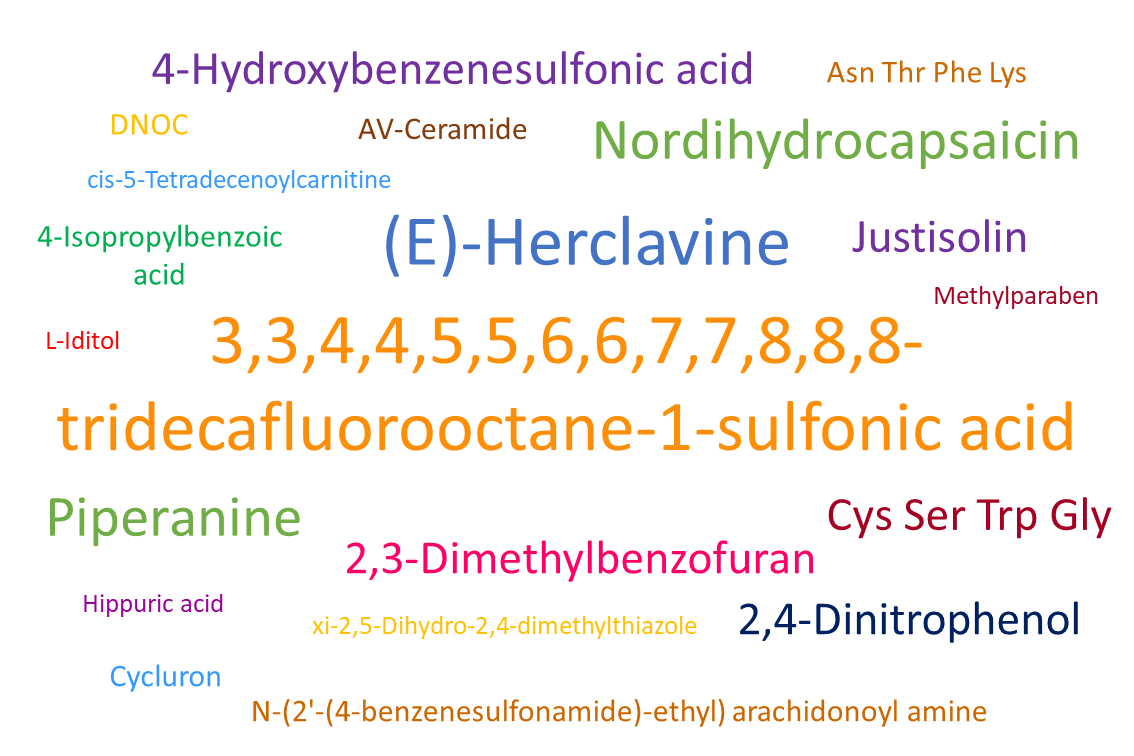 4-Hydroxybenzenesulfonic acid
Asn Thr Phe Lys
DNOC
AV-Ceramide
Nordihydrocapsaicin
cis-5-Tetradecenoylcarnitine
4-Isopropylbenzoic
acid
(E)-Herclavine
Justisolin
Methylparaben
L-Iditol
3,3,4,4,5,5,6,6,7,7,8,8,8-
tridecafluorooctane-1-sulfonic acid
Piperanine
Cys Ser Trp Gly
2,3-Dimethylbenzofuran
Hippuric acid
xi-2,5-Dihydro-2,4-dimethylthiazole
2,4-Dinitrophenol
Cycluron
N-(2'-(4-benzenesulfonamide)-ethyl) arachidonoyl amine